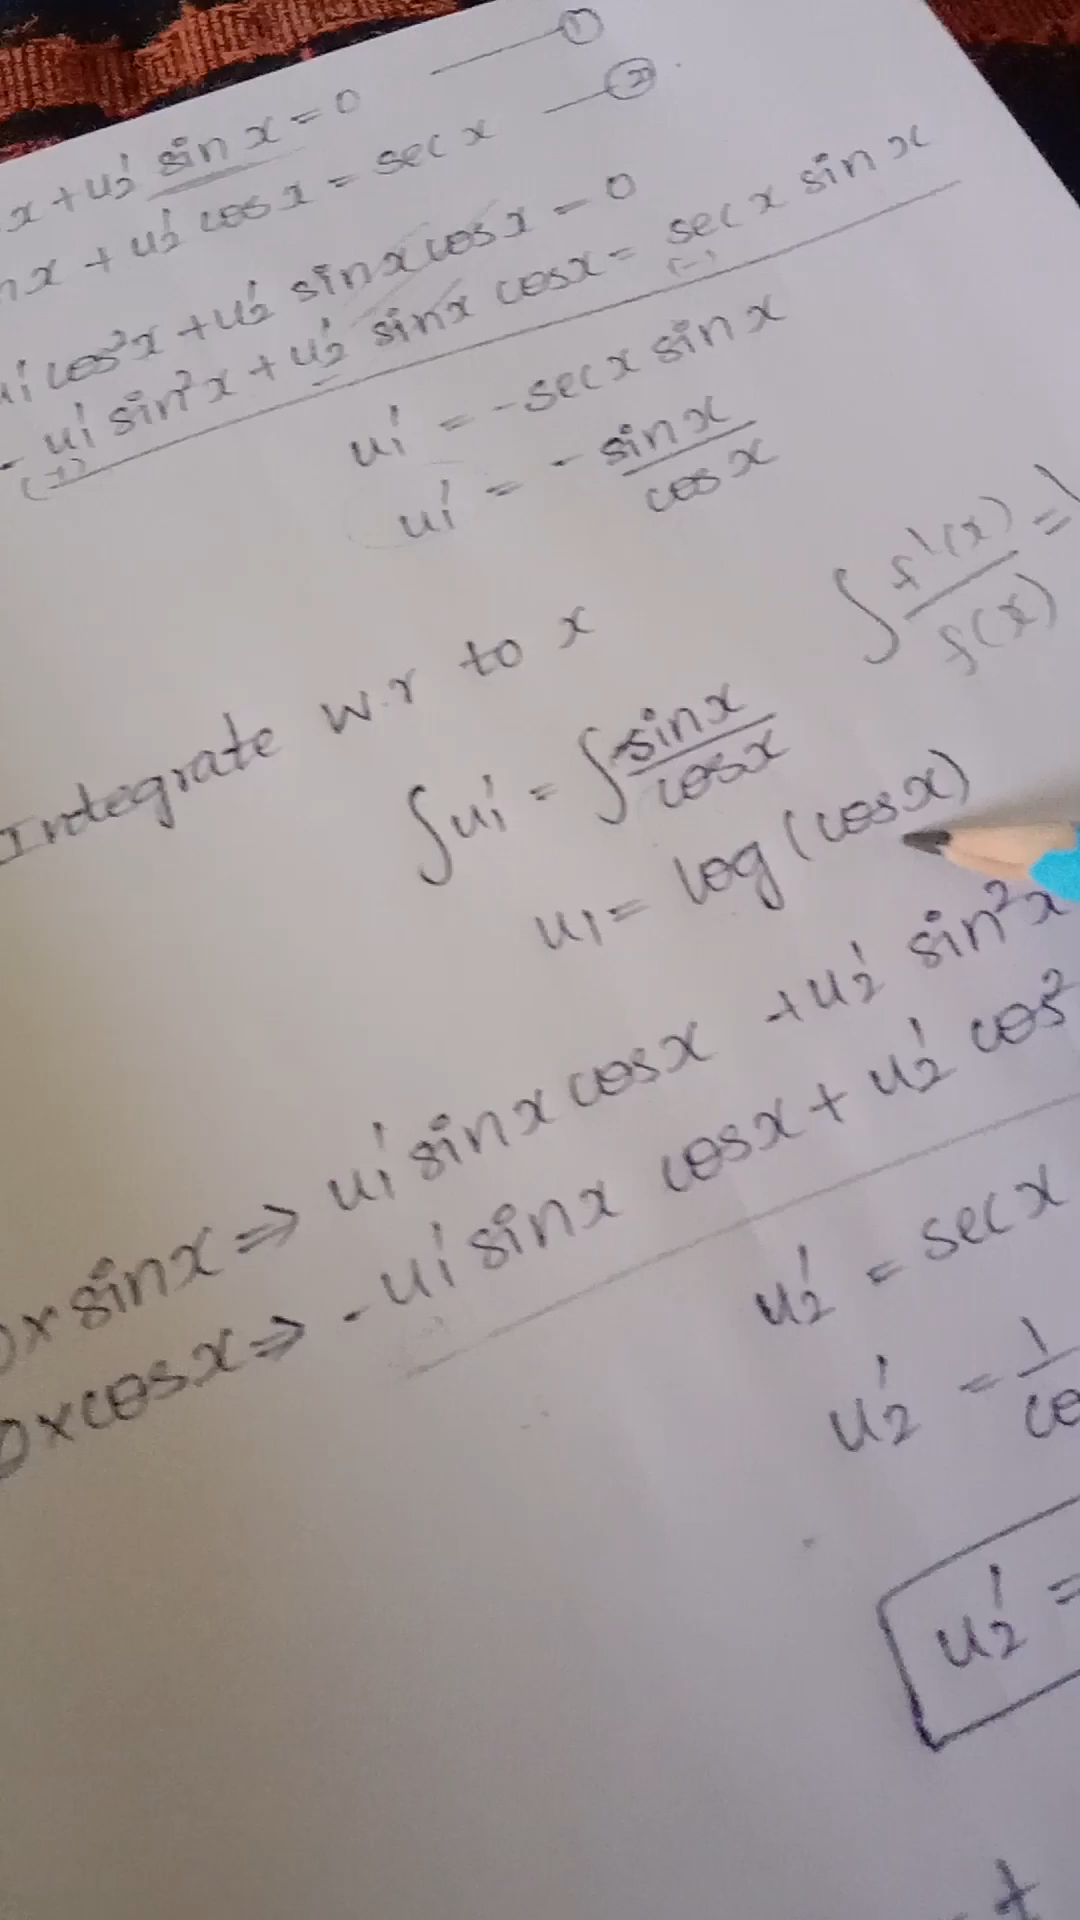 x + u₂' sin x = 0 ——— ①
nx + u₂' cos x = sec x ——— ②
u₁' cos²x + u₂' sin x cos x = 0
- u₁' sin²x + u₂' sin x cos x = sec x sin x
(+) - (-)
u₁' = - sec x sin x
u₁' = - sin x / cos x
Integrate w.r to x
∫ f'(x) / f(x) =
∫ u₁' = ∫ -sin x / cos x
u₁ = log (cos x)
x sin x ⇒ u₁' sin x cos x + u₂' sin²x
x cos x ⇒ - u₁' sin x cos x + u₂' cos²
u₂' = sec x
u₂' = 1 / co
u₂' =